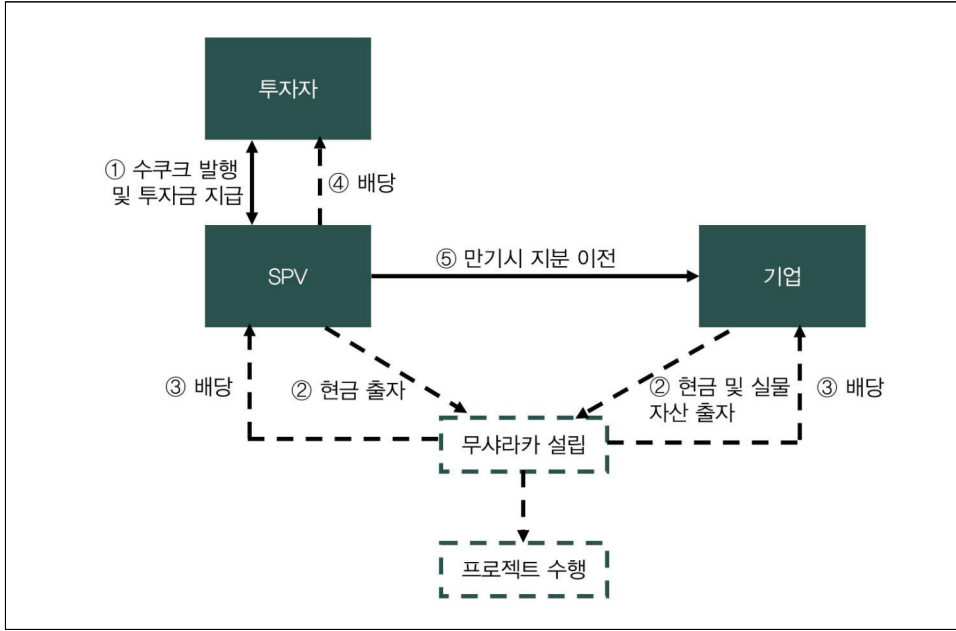 투자자
① 수쿠크 발행
및 투자금 지급
④ 배당
SPV
⑤ 만기시 지분 이전
기업
③ 배당
② 현금 출자
② 현금 및 실물
자산 출자
③ 배당
무샤라카 설립
프로젝트 수행